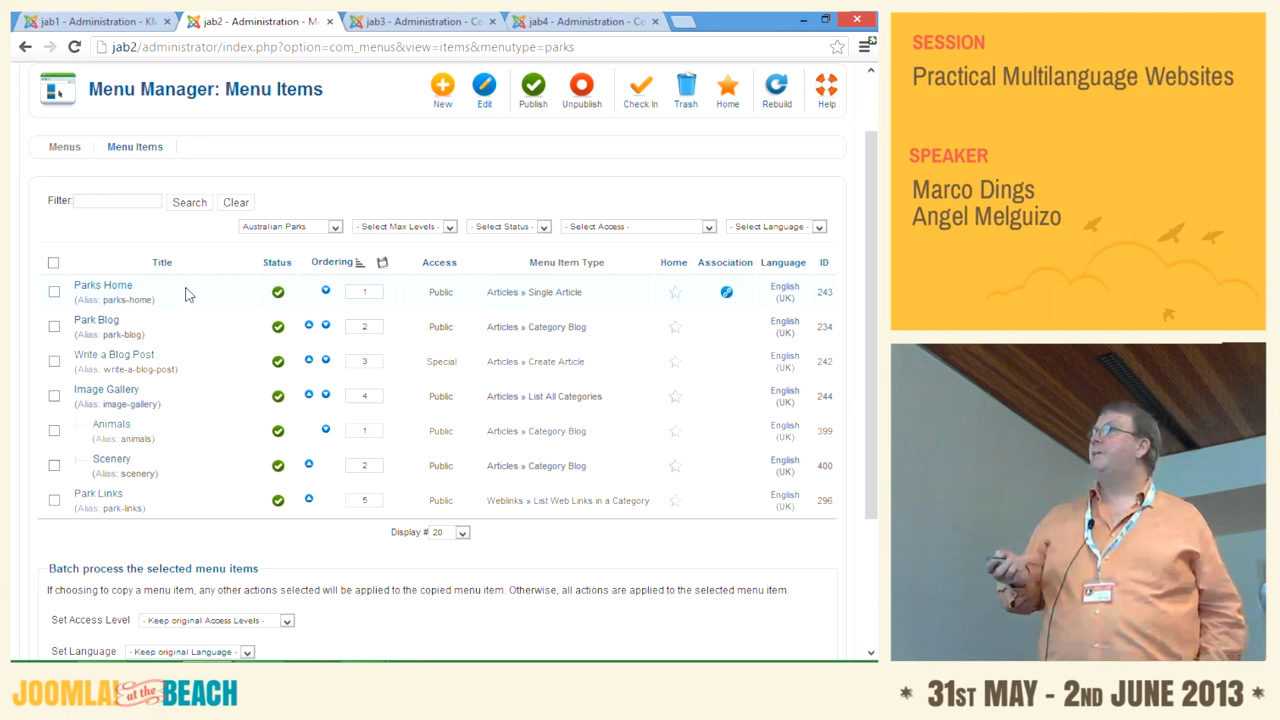 jab1 - Administration - KM
jab2 - Administration - M
jab3 - Administration - Co
jab4 - Administration - Co
jab2/administrator/index.php?option=com_menus&view=items&menutype=parks
Menu Manager: Menu Items
New
Edit
Publish
Unpublish
Check In
Trash
Home
Rebuild
Help
Menus
Menu Items
Filter:
Search
Clear
Australian Parks
- Select Max Levels -
- Select Status -
- Select Access -
- Select Language -
Title Status Ordering Access Menu Item Type Home Association Language ID
Parks Home 1 Public Articles » Single Article English (UK) 243
(Alias: parks-home)
Park Blog 2 Public Articles » Category Blog English (UK) 234
(Alias: park-blog)
Write a Blog Post 3 Special Articles » Create Article English (UK) 242
(Alias: write-a-blog-post)
Image Gallery 4 Public Articles » List All Categories English (UK) 244
(Alias: image-gallery)
Animals 1 Public Articles » Category Blog English (UK) 399
(Alias: animals)
Scenery 2 Public Articles » Category Blog English (UK) 400
(Alias: scenery)
Park Links 5 Public Weblinks » List Web Links in a Category English (UK) 296
(Alias: park-links)
Display # 20
Batch process the selected menu items
If choosing to copy a menu item, any other actions selected will be applied to the copied menu item. Otherwise, all actions are applied to the selected menu item.
Set Access Level - Keep original Access Levels -
Set Language - Keep original Language -
SESSION
Practical Multilanguage Websites
SPEAKER
Marco Dings
Angel Melguizo
JOOMLA! at the BEACH
* 31ST MAY - 2ND JUNE 2013 *